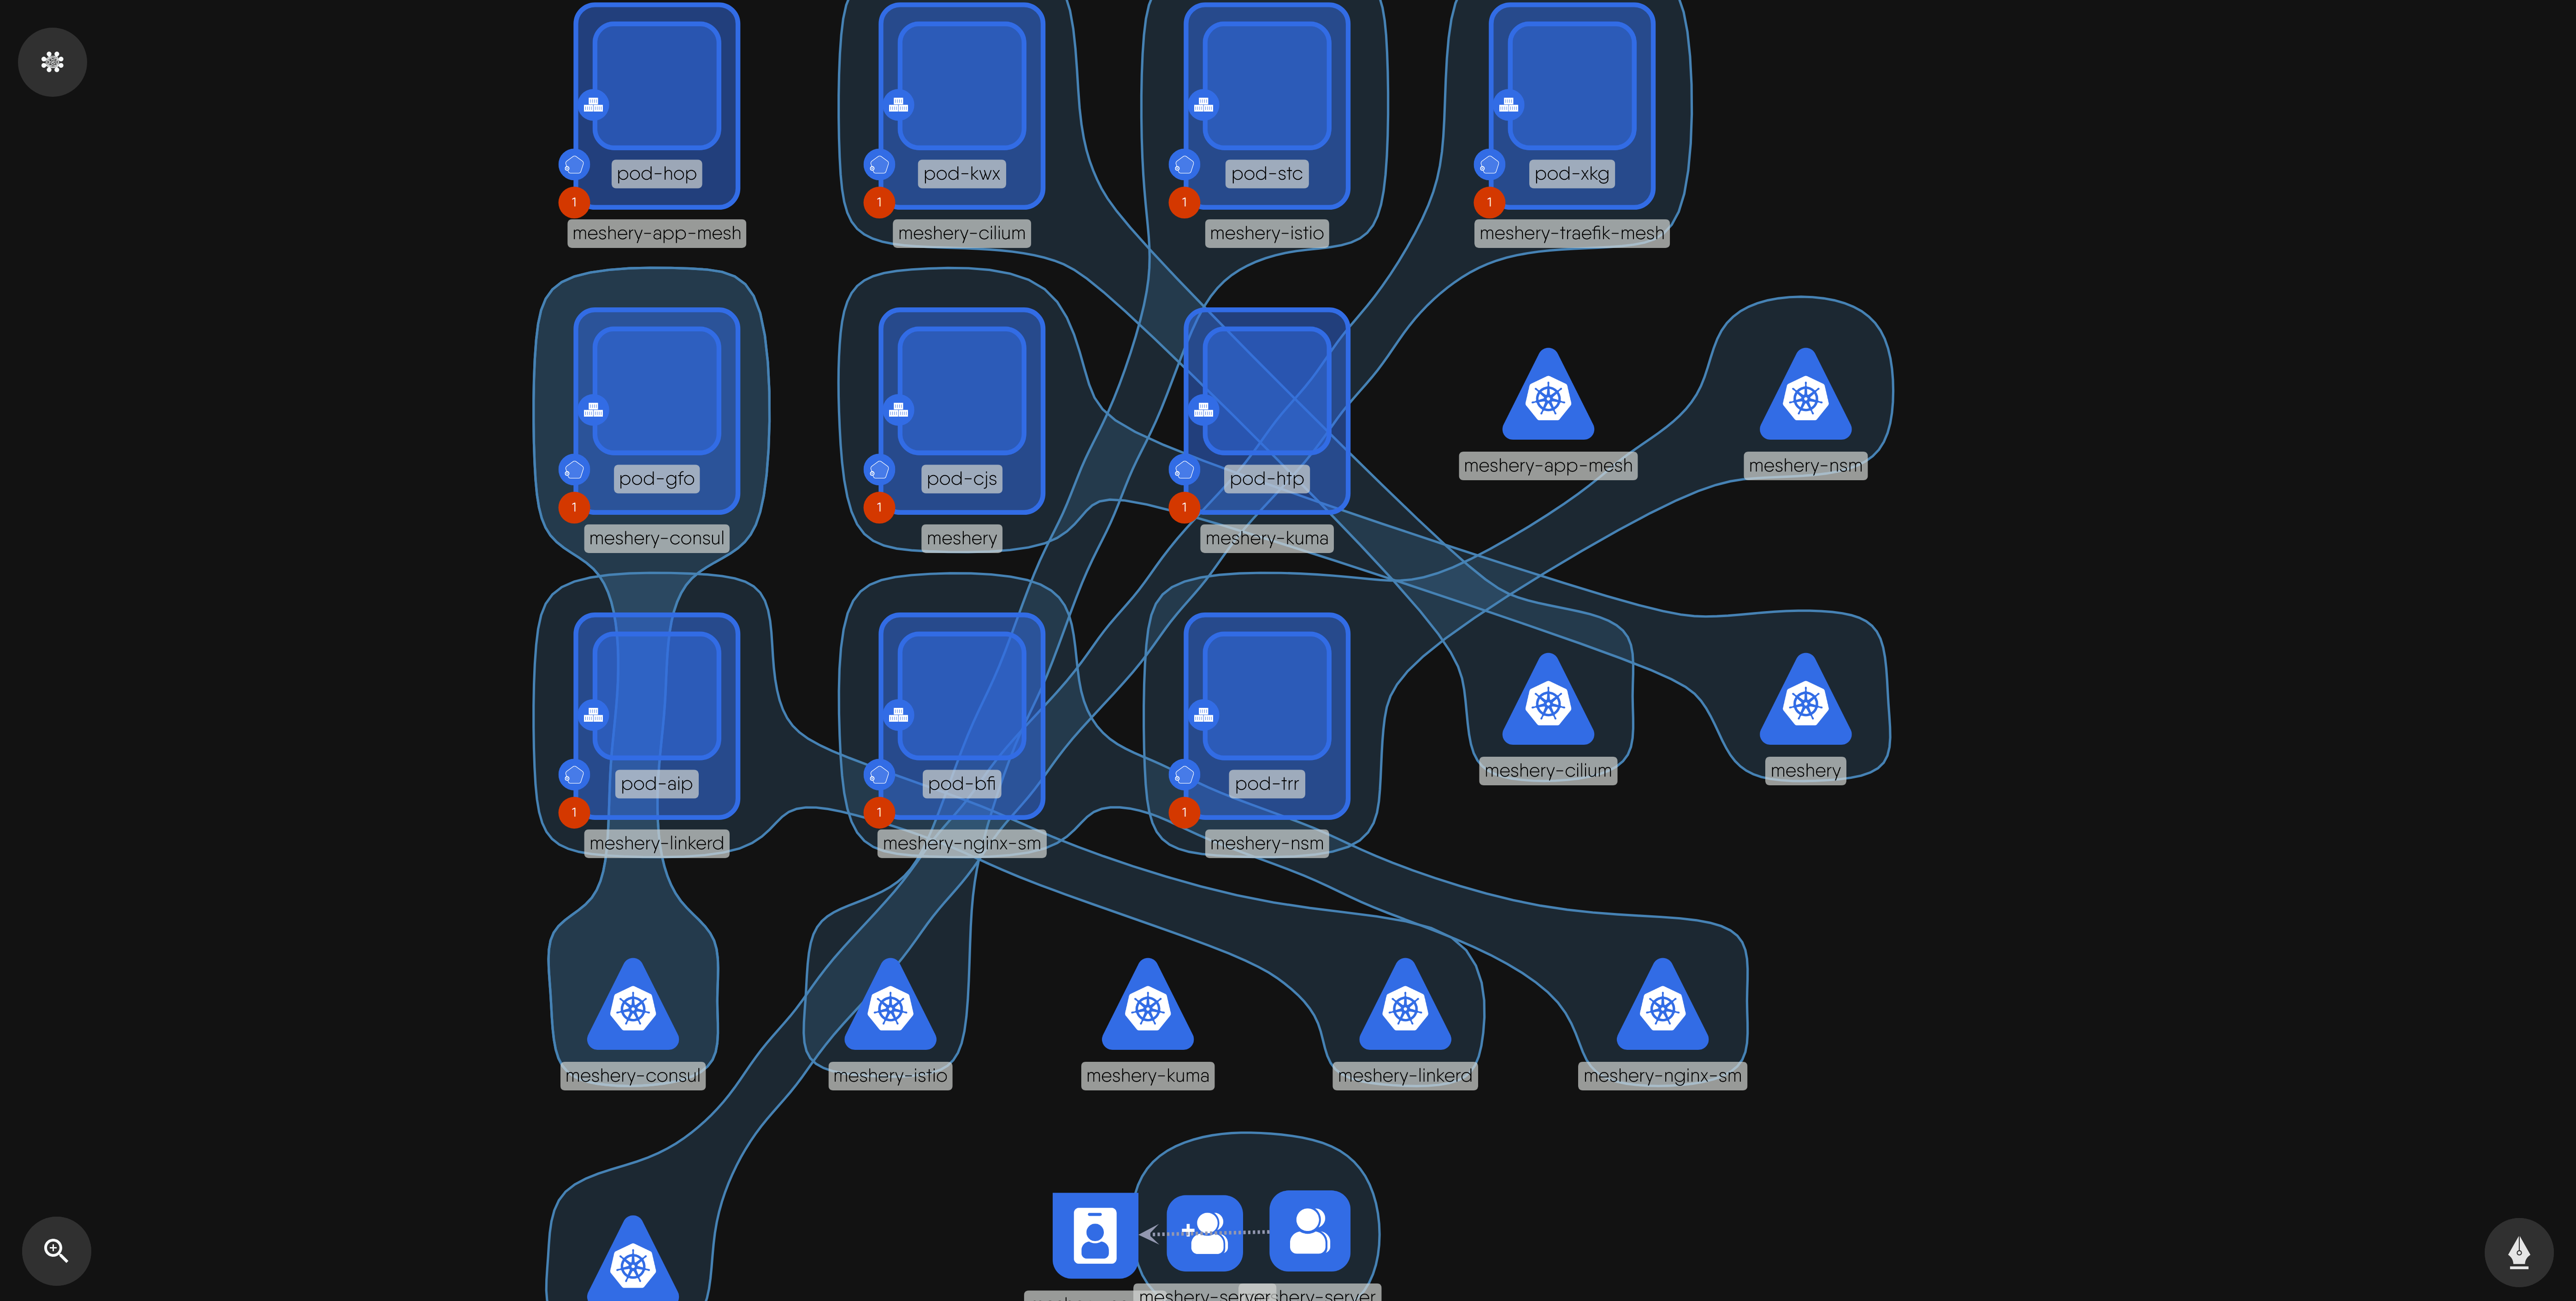 pod-hop
pod-kwx
pod-stc
pod-xkg
1
1
1
1
meshery-app-mesh
meshery-cilium
meshery-istio
meshery-traefik-mesh
meshery-app-mesh
meshery-nsm
pod-gfo
pod-cjs
pod-htp
1
1
1
meshery-consul
meshery
meshery-kuma
pod-aip
pod-bfi
pod-trr
meshery-cilium
meshery
1
1
1
meshery-linkerd
meshery-nginx-sm
meshery-nsm
meshery-consul
meshery-istio
meshery-kuma
meshery-linkerd
meshery-nginx-sm
meshery-server